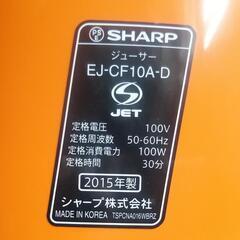 PS E SHARP
ジューサー
EJ-CF10A-D
S
JET
定格電圧 100V
定格周波数 50-60Hz
定格消費電力 100W
定格時間 30分
2015年製
シャープ株式会社
MADE IN KOREA TSPCNA016WBRZ